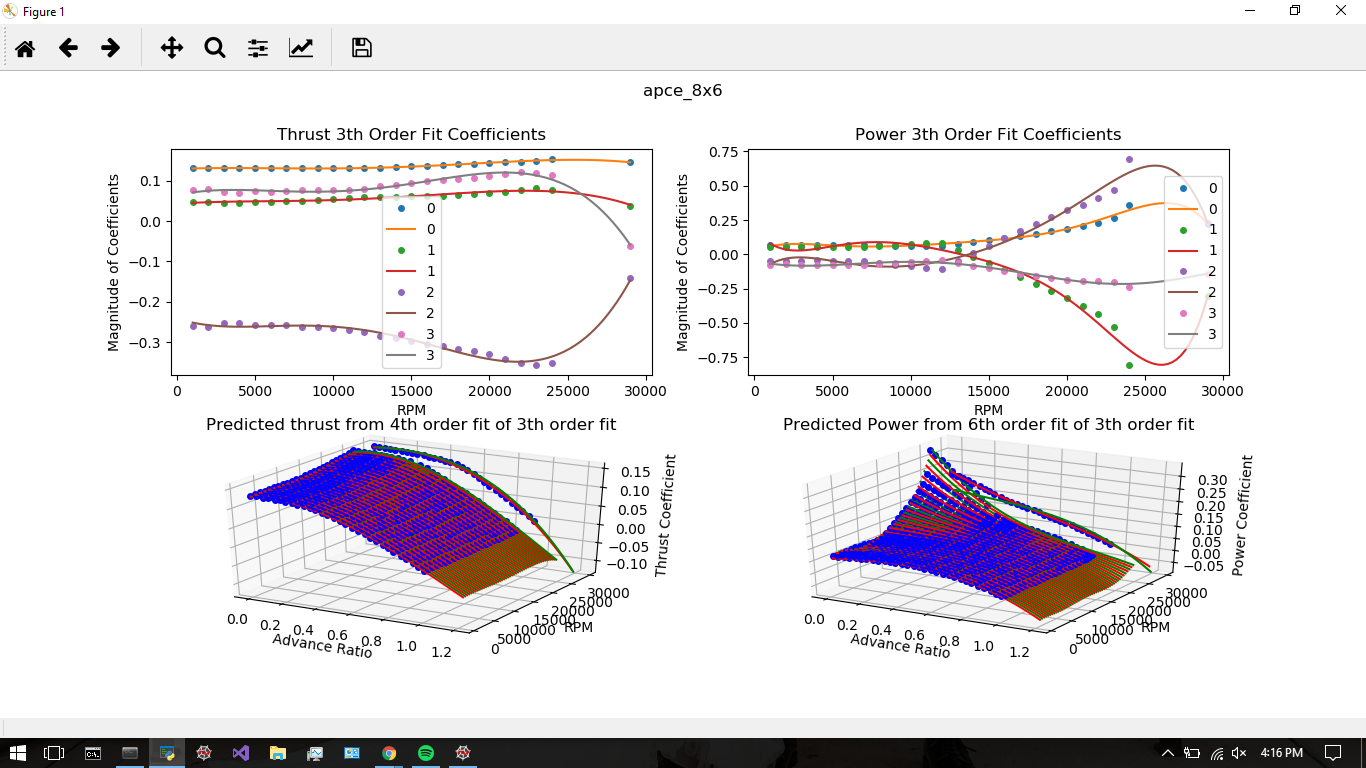 Figure 1
apce_8x6
Thrust 3th Order Fit Coefficients
Magnitude of Coefficients
0.1
0.0
−0.1
−0.2
−0.3
0
0
1
1
2
2
3
3
0 5000 10000 15000 20000 25000 30000
RPM
Power 3th Order Fit Coefficients
Magnitude of Coefficients
0.75
0.50
0.25
0.00
−0.25
−0.50
−0.75
0
0
1
1
2
2
3
3
0 5000 10000 15000 20000 25000 30000
RPM
Predicted thrust from 4th order fit of 3th order fit
0.15
0.10
0.05
0.00
−0.05
−0.10
Thrust Coefficient
0.0 0.2 0.4 0.6 0.8 1.0 1.2
Advance Ratio
0 5000 10000 15000 20000 25000 30000
RPM
Predicted Power from 6th order fit of 3th order fit
0.30
0.25
0.20
0.15
0.10
0.05
0.00
−0.05
Power Coefficient
0.0 0.2 0.4 0.6 0.8 1.0 1.2
Advance Ratio
0 5000 10000 15000 20000 25000 30000
RPM
4:16 PM